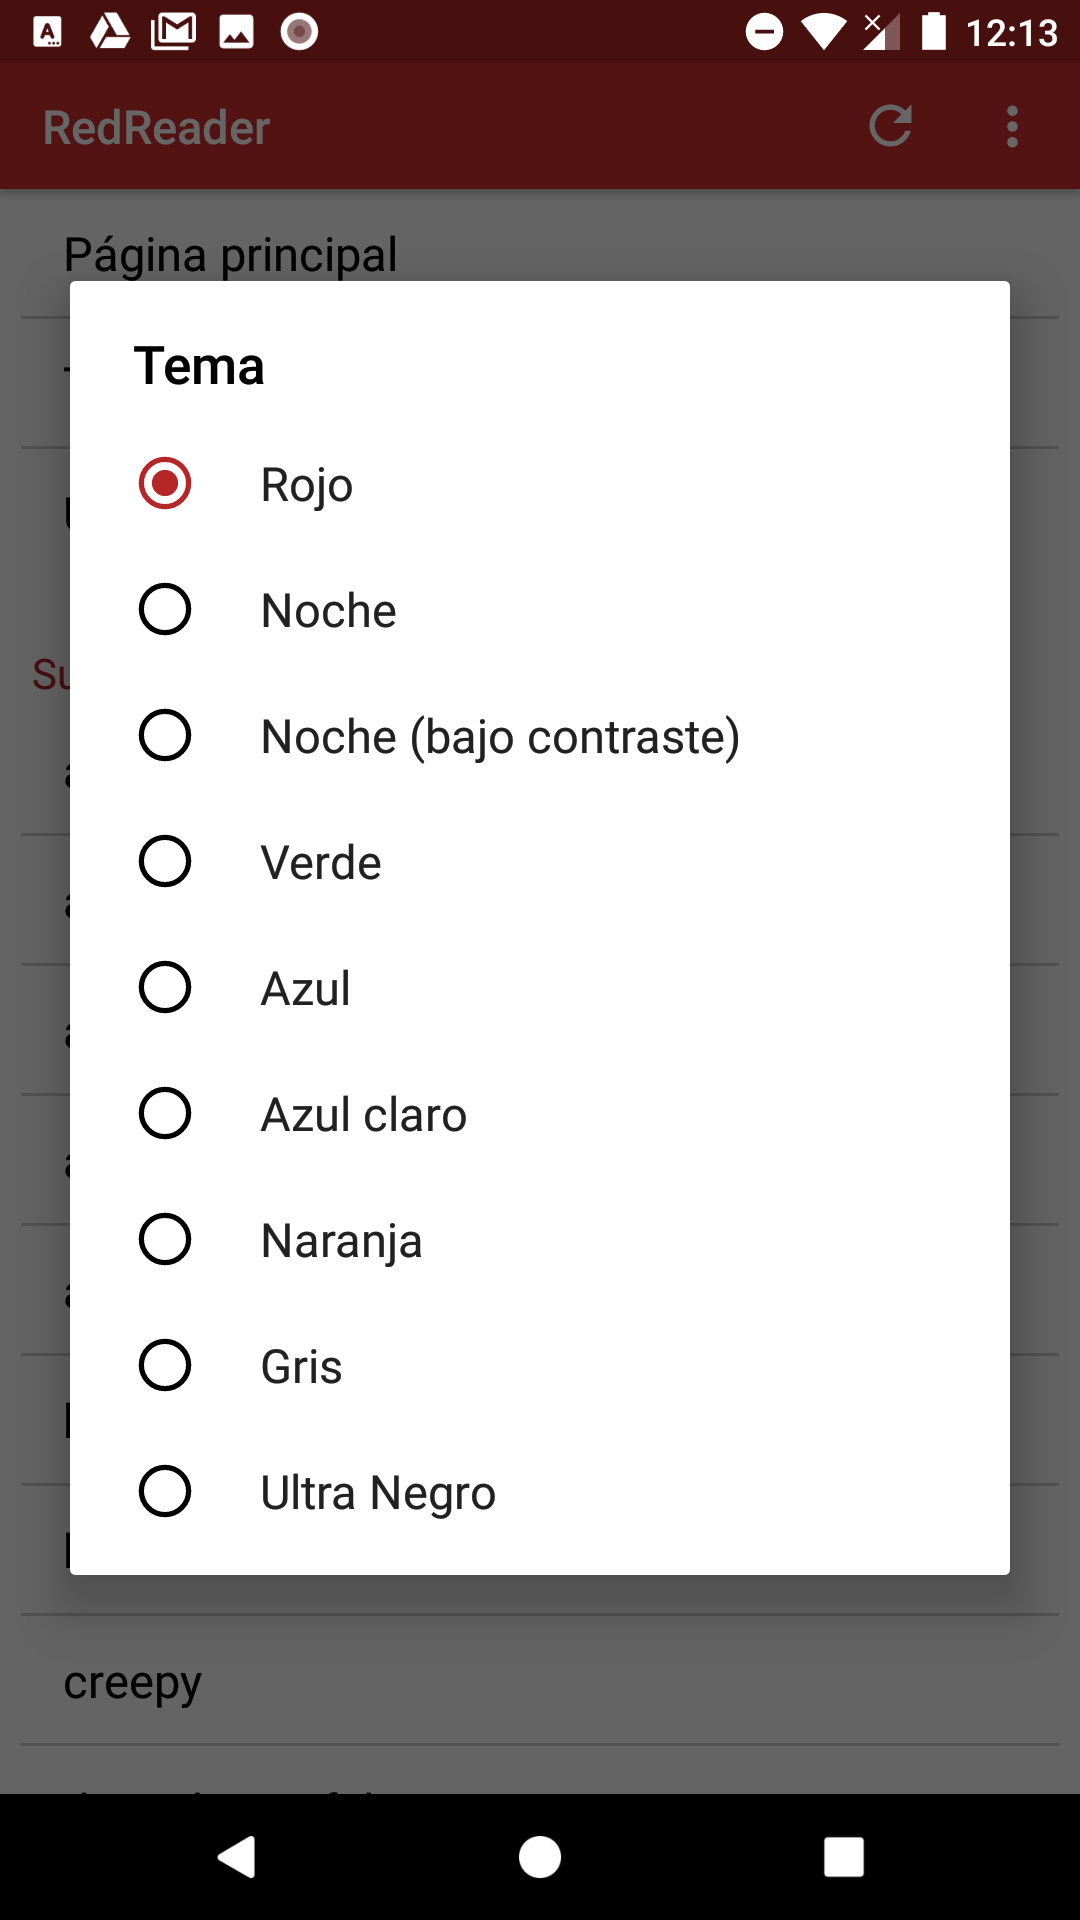 12:13
RedReader
Página principal
Tema
Rojo
Noche
Noche (bajo contraste)
Verde
Azul
Azul claro
Naranja
Gris
Ultra Negro
creepy